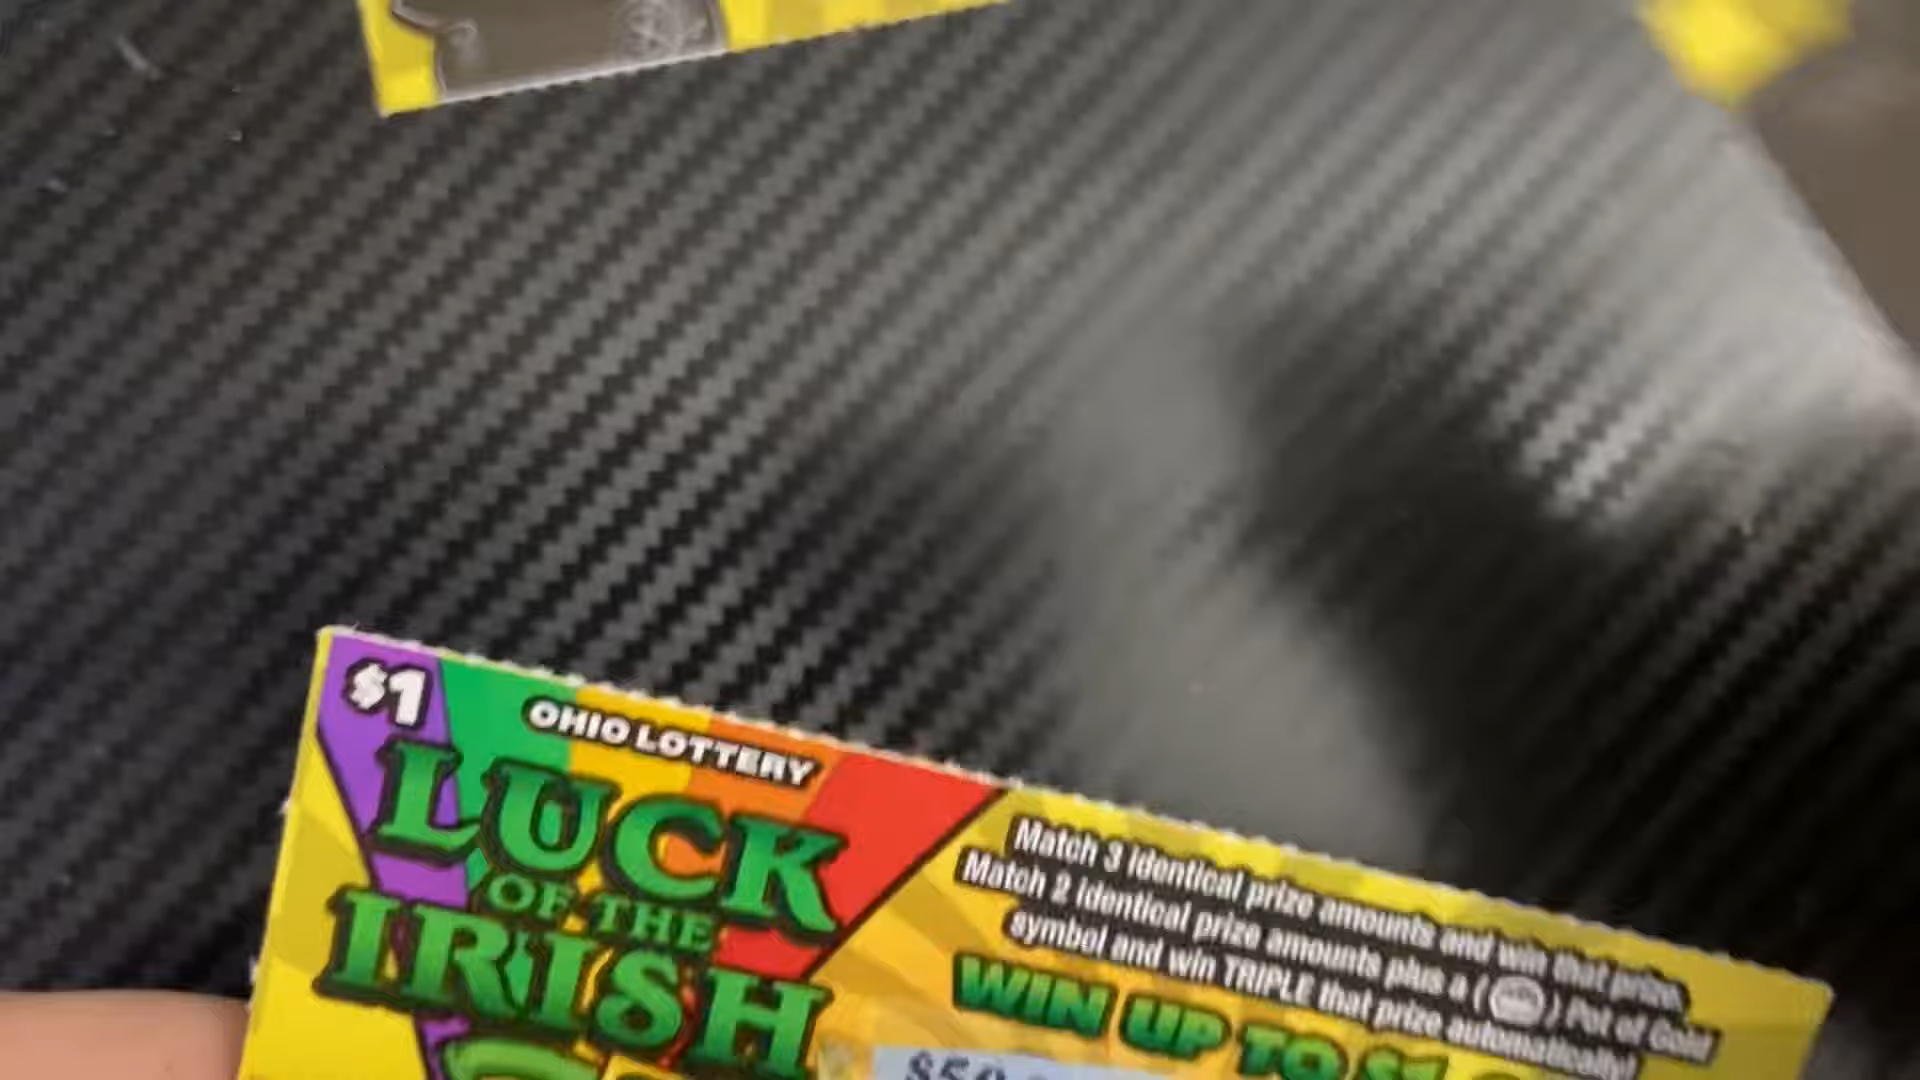 $1
OHIO LOTTERY
LUCK
OF THE
IRISH
Match 3 identical prize amounts and win that prize.
Match 2 identical prize amounts plus a ( ) Pot of Gold
symbol and win TRIPLE that prize automatically!
WIN UP TO
$50